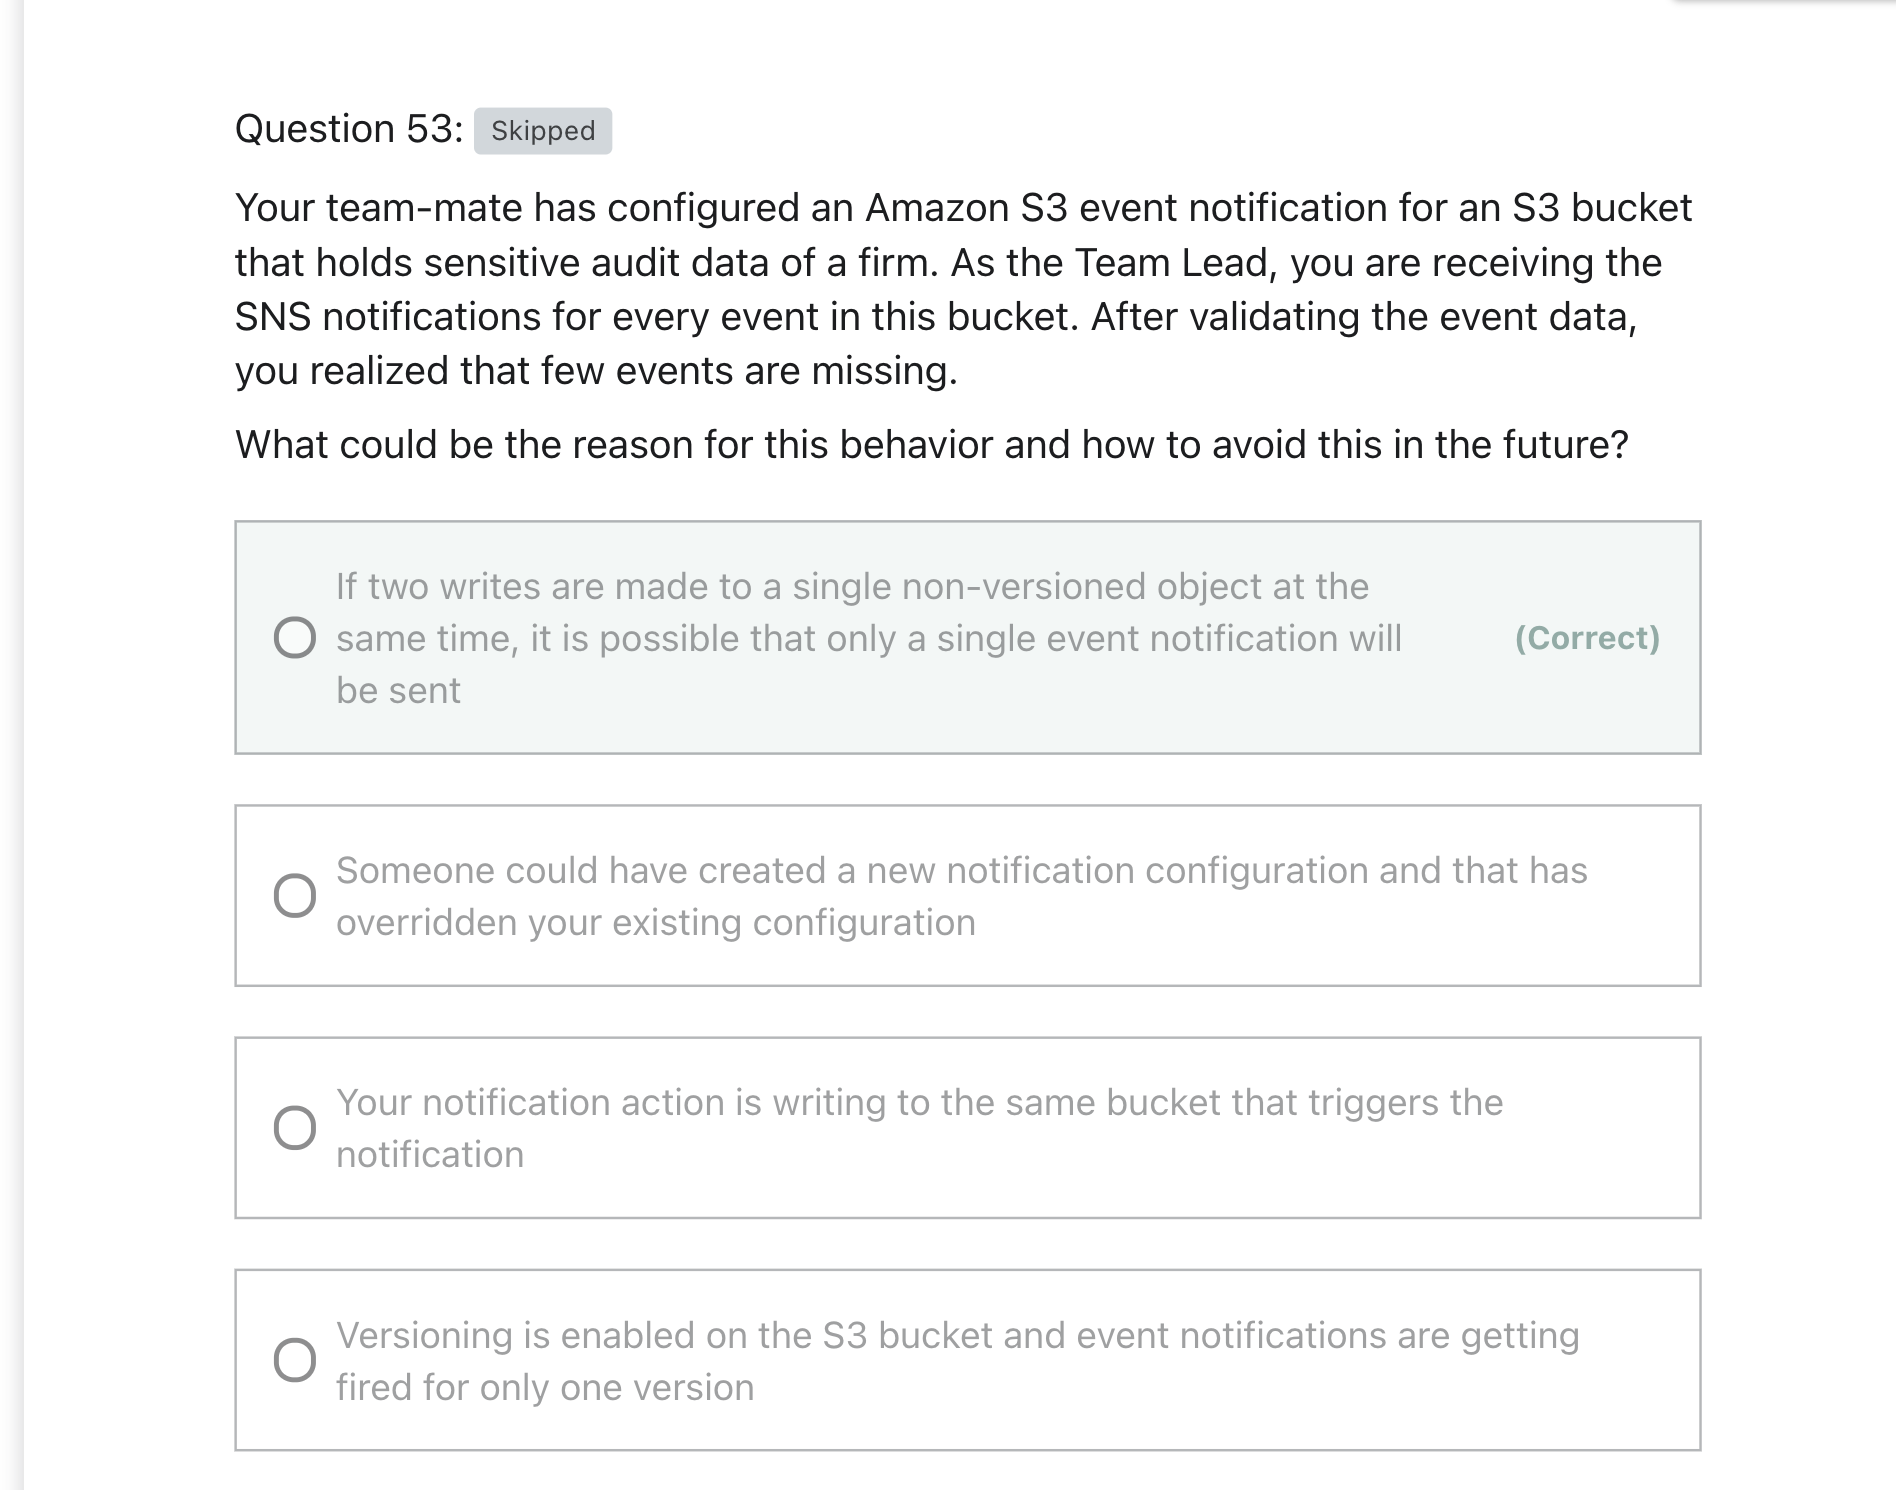 Question 53: Skipped
Your team-mate has configured an Amazon S3 event notification for an S3 bucket
that holds sensitive audit data of a firm. As the Team Lead, you are receiving the
SNS notifications for every event in this bucket. After validating the event data,
you realized that few events are missing.
What could be the reason for this behavior and how to avoid this in the future?
If two writes are made to a single non-versioned object at the
same time, it is possible that only a single event notification will
be sent
(Correct)
Someone could have created a new notification configuration and that has
overridden your existing configuration
Your notification action is writing to the same bucket that triggers the
notification
Versioning is enabled on the S3 bucket and event notifications are getting
fired for only one version